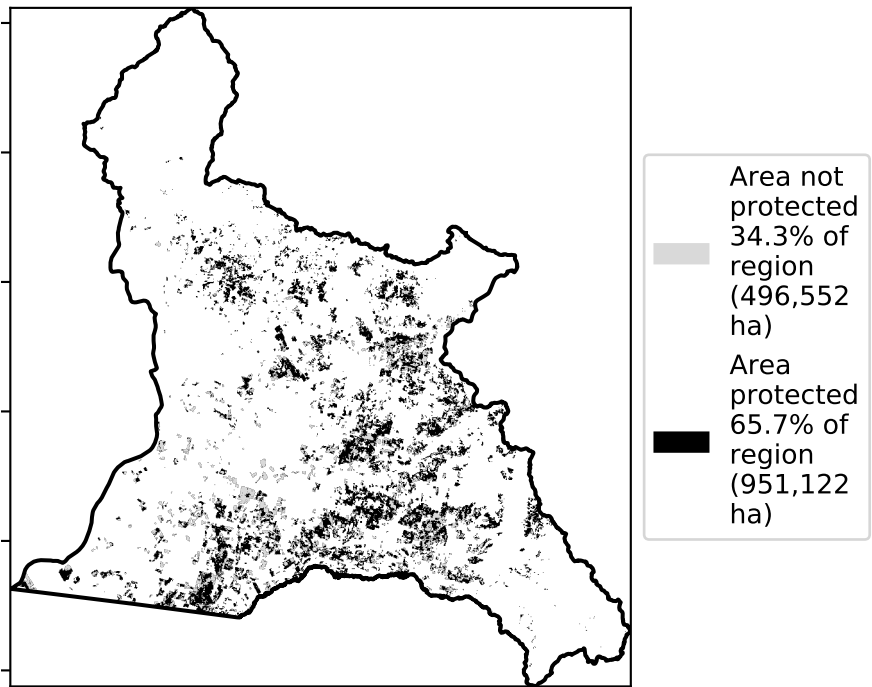 Area not
protected
34.3% of
region
(496,552
ha)
Area
protected
65.7% of
region
(951,122
ha)